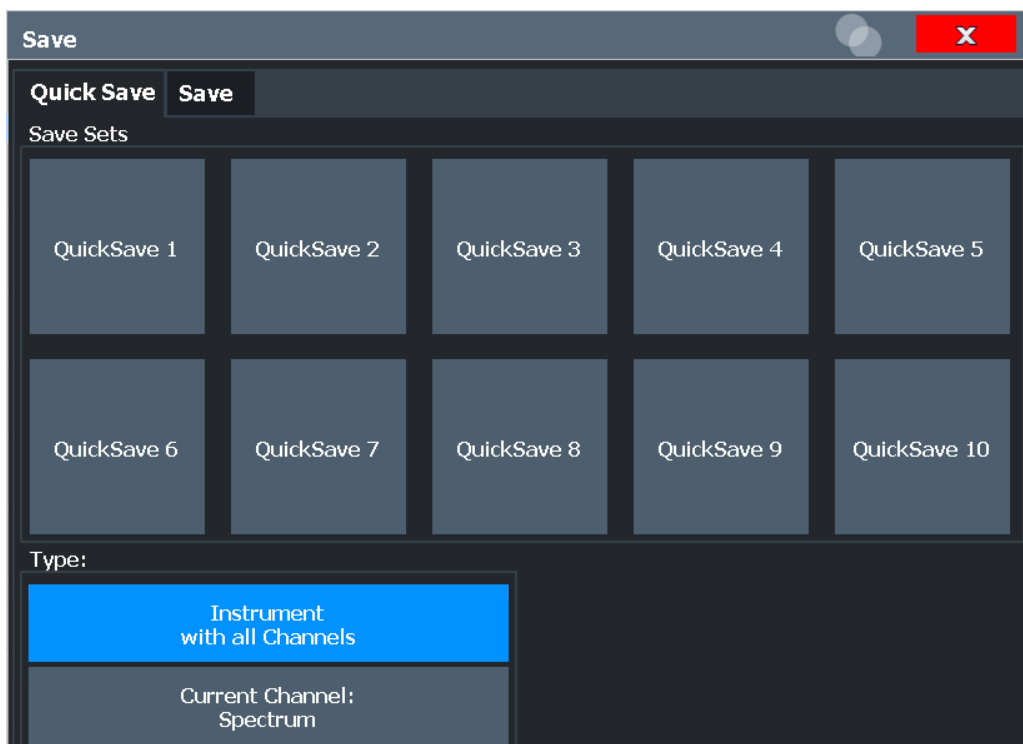 Save
X
Quick Save Save
Save Sets
QuickSave 1 QuickSave 2 QuickSave 3 QuickSave 4 QuickSave 5
QuickSave 6 QuickSave 7 QuickSave 8 QuickSave 9 QuickSave 10
Type:
Instrument
with all Channels
Current Channel:
Spectrum